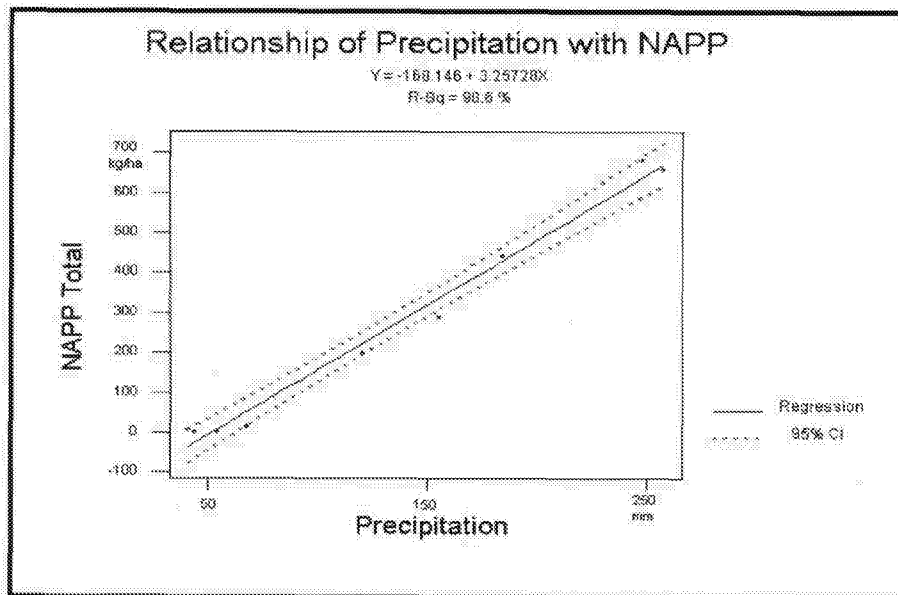 Relationship of Precipitation with NAPP
Y = -168.146 + 3.25728X
R-Sq = 98.6 %
700
kg/ha
600
500
400
300
200
100
0
-100
NAPP Total
50
150
250
mm
Precipitation
Regression
95% CI